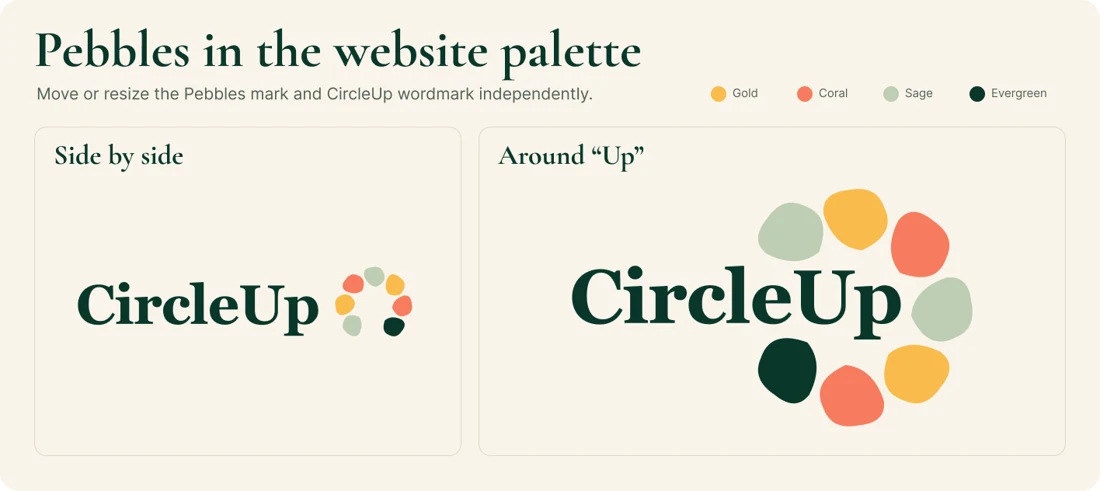 Pebbles in the website palette
Move or resize the Pebbles mark and CircleUp wordmark independently.
Gold
Coral
Sage
Evergreen
Side by side
CircleUp
Around “Up”
CircleUp